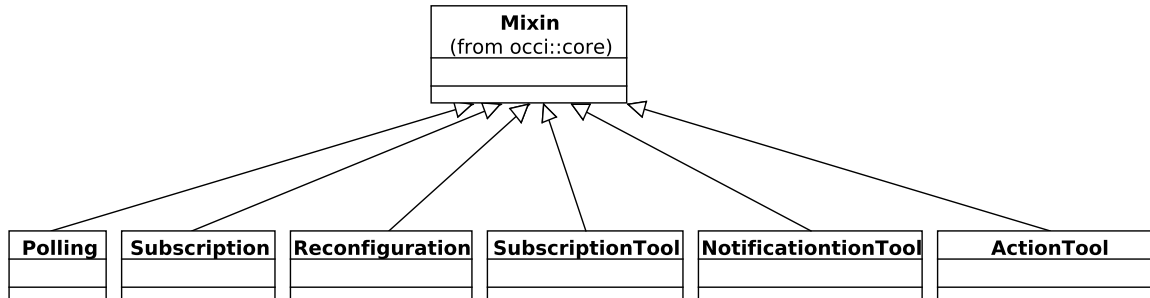 Mixin
(from occi::core)
Polling
Subscription
Reconfiguration
SubscriptionTool
NotificationtionTool
ActionTool